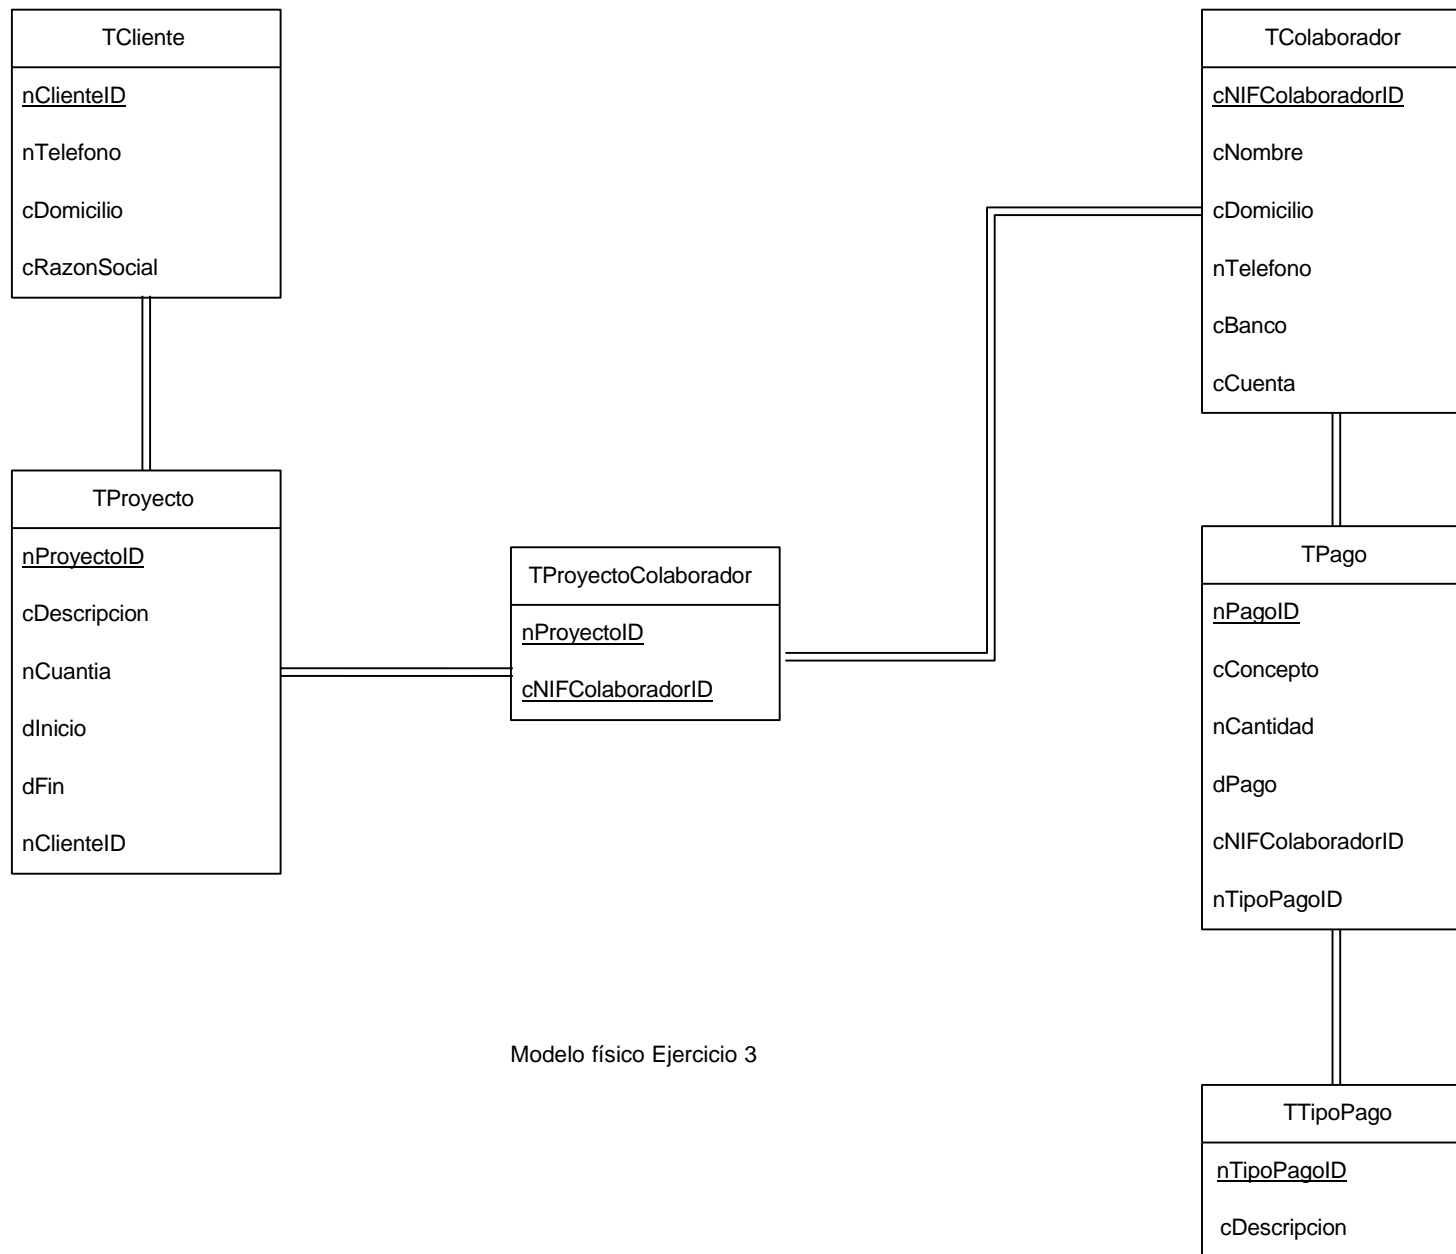 TCliente
nClienteID
nTelefono
cDomicilio
cRazonSocial
TProyecto
nProyectoID
cDescripcion
nCuantia
dInicio
dFin
nClienteID
TProyectoColaborador
nProyectoID
cNIFColaboradorID
TColaborador
cNIFColaboradorID
cNombre
cDomicilio
nTelefono
cBanco
cCuenta
TPago
nPagoID
cConcepto
nCantidad
dPago
cNIFColaboradorID
nTipoPagoID
TTipoPago
nTipoPagoID
cDescripcion
Modelo físico Ejercicio 3